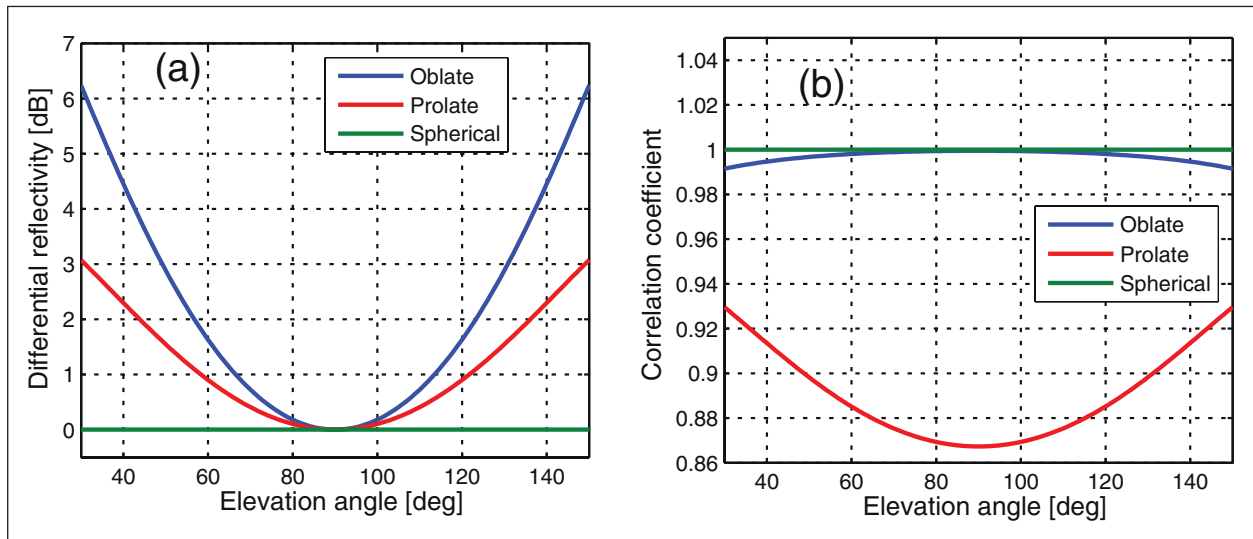 (a)
Differential reflectivity [dB]
7
6
5
4
3
2
1
0
Oblate
Prolate
Spherical
40 60 80 100 120 140
Elevation angle [deg]
(b)
Correlation coefficient
1.04
1.02
1
0.98
0.96
0.94
0.92
0.9
0.88
0.86
Oblate
Prolate
Spherical
40 60 80 100 120 140
Elevation angle [deg]